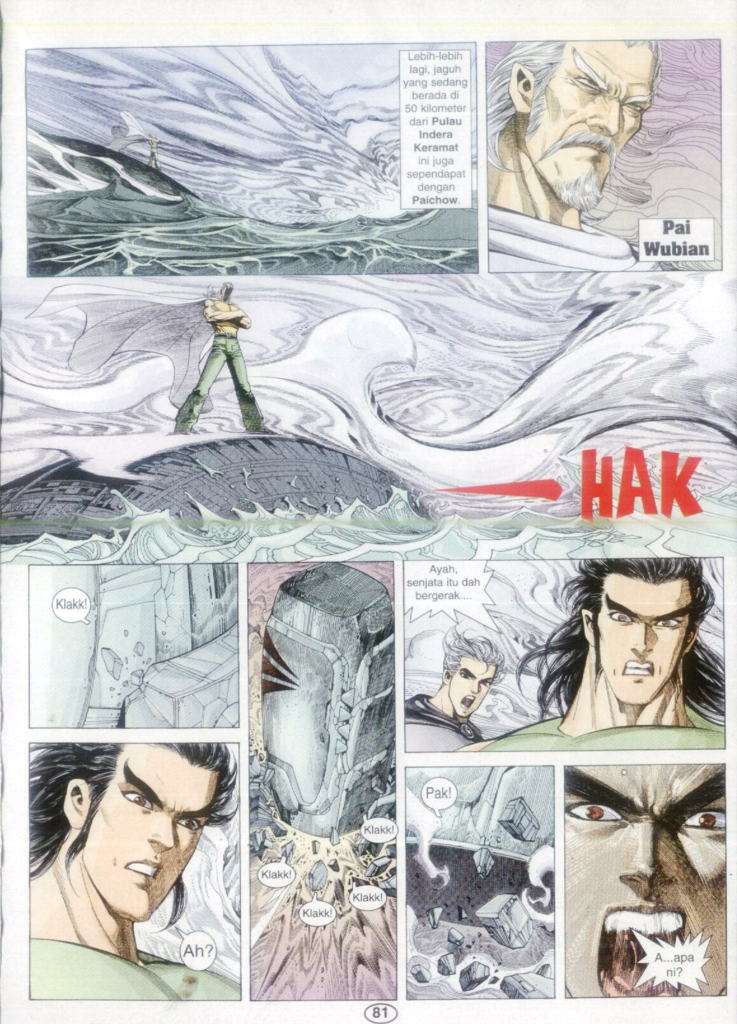 Lebih-lebih
lagi, jaguh
yang sedang
berada di
50 kilometer
dari Pulau
Indera
Keramat
ini juga
sependapat
dengan
Paichow.
Pai
Wubian
HAK
Klakk!
Ayah,
senjata itu dah
bergerak....
Klakk!
Klakk!
Klakk!
Klakk!
Ah?
Pak!
A...apa
ni?
81